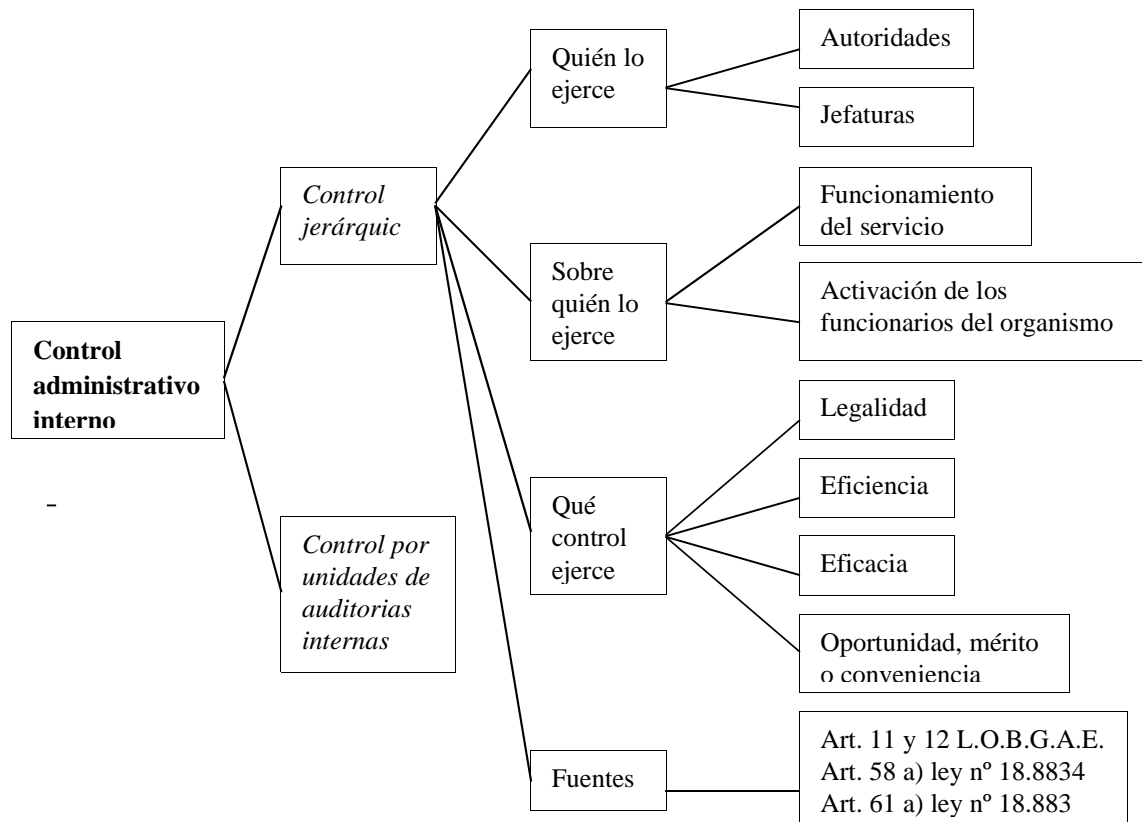 Control
administrativo
interno
-
Control
jerárquic
Control por
unidades de
auditorias
internas
Quién lo
ejerce
Autoridades
Jefaturas
Sobre
quién lo
ejerce
Funcionamiento
del servicio
Activación de los
funcionarios del organismo
Qué
control
ejerce
Legalidad
Eficiencia
Eficacia
Oportunidad, mérito
o conveniencia
Fuentes
Art. 11 y 12 L.O.B.G.A.E.
Art. 58 a) ley nº 18.8834
Art. 61 a) ley nº 18.883